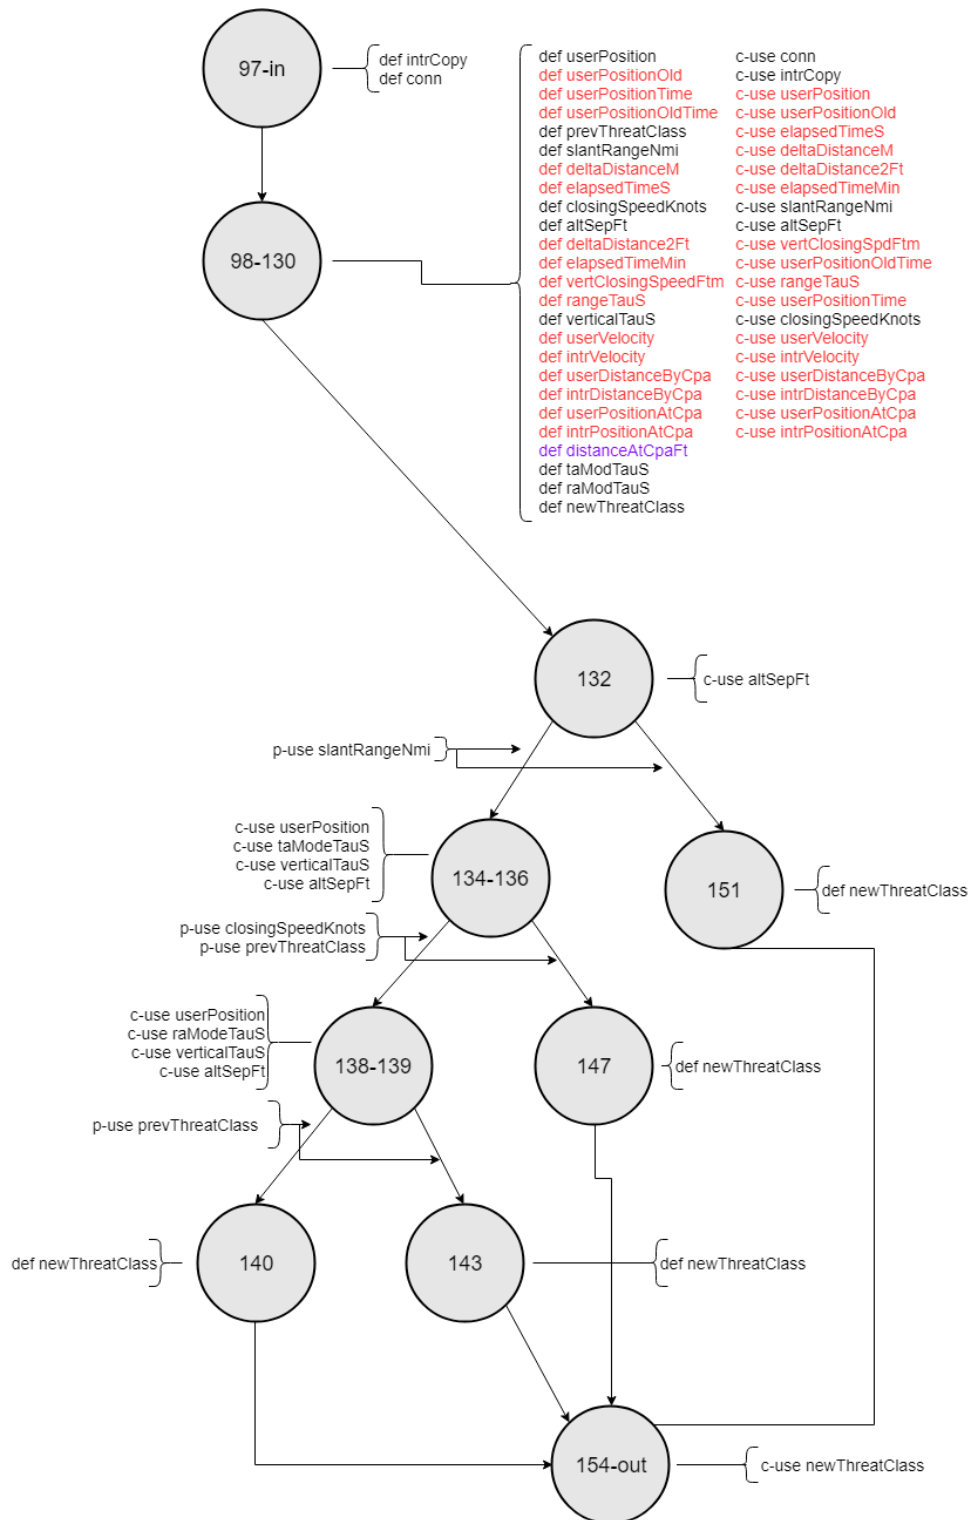 97-in
def intrCopy
def conn
98-130
def userPosition
def userPositionOld
def userPositionTime
def userPositionOldTime
def prevThreatClass
def slantRangeNmi
def deltaDistanceM
def elapsedTimeS
def closingSpeedKnots
def altSepFt
def deltaDistance2Ft
def elapsedTimeMin
def vertClosingSpeedFtm
def rangeTauS
def verticalTauS
def userVelocity
def intrVelocity
def userDistanceByCpa
def intrDistanceByCpa
def userPositionAtCpa
def intrPositionAtCpa
def distanceAtCpaFt
def taModTauS
def raModTauS
def newThreatClass
c-use conn
c-use intrCopy
c-use userPosition
c-use userPositionOld
c-use elapsedTimeS
c-use deltaDistanceM
c-use deltaDistance2Ft
c-use elapsedTimeMin
c-use slantRangeNmi
c-use altSepFt
c-use vertClosingSpdFtm
c-use userPositionOldTime
c-use rangeTauS
c-use userPositionTime
c-use closingSpeedKnots
c-use userVelocity
c-use intrVelocity
c-use userDistanceByCpa
c-use intrDistanceByCpa
c-use userPositionAtCpa
c-use intrPositionAtCpa
132
c-use altSepFt
p-use slantRangeNmi
c-use userPosition
c-use taModeTauS
c-use verticalTauS
c-use altSepFt
134-136
151
def newThreatClass
p-use closingSpeedKnots
p-use prevThreatClass
c-use userPosition
c-use raModeTauS
c-use verticalTauS
c-use altSepFt
138-139
147
def newThreatClass
p-use prevThreatClass
def newThreatClass
140
143
def newThreatClass
154-out
c-use newThreatClass